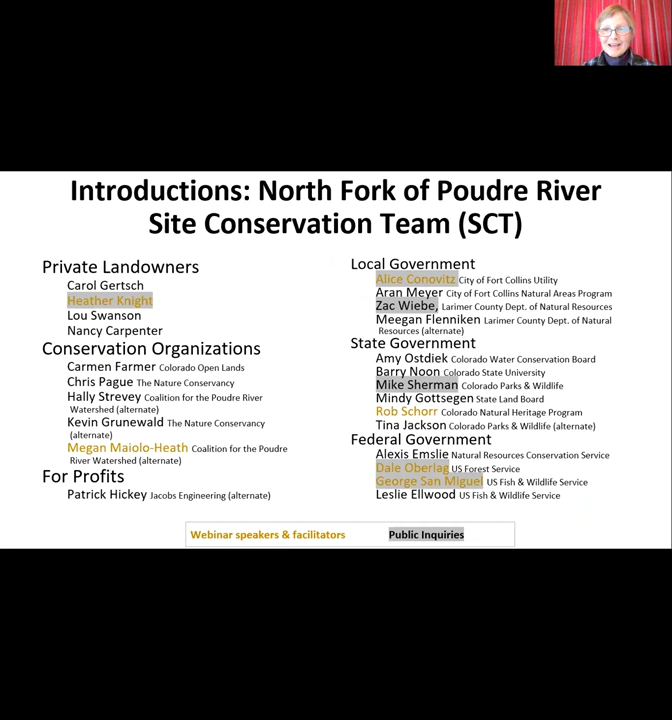 Introductions: North Fork of Poudre River
Site Conservation Team (SCT)
Private Landowners
Carol Gertsch
Heather Knight
Lou Swanson
Nancy Carpenter
Conservation Organizations
Carmen Farmer Colorado Open Lands
Chris Pague The Nature Conservancy
Hally Strevey Coalition for the Poudre River
Watershed (alternate)
Kevin Grunewald The Nature Conservancy
(alternate)
Megan Maiolo-Heath Coalition for the Poudre
River Watershed (alternate)
For Profits
Patrick Hickey Jacobs Engineering (alternate)
Local Government
Alice Conovitz City of Fort Collins Utility
Aran Meyer City of Fort Collins Natural Areas Program
Zac Wiebe, Larimer County Dept. of Natural Resources
Meegan Flenniken Larimer County Dept. of Natural
Resources (alternate)
State Government
Amy Ostdiek Colorado Water Conservation Board
Barry Noon Colorado State University
Mike Sherman Colorado Parks & Wildlife
Mindy Gottsegen State Land Board
Rob Schorr Colorado Natural Heritage Program
Tina Jackson Colorado Parks & Wildlife (alternate)
Federal Government
Alexis Emslie Natural Resources Conservation Service
Dale Oberlag US Forest Service
George San Miguel US Fish & Wildlife Service
Leslie Ellwood US Fish & Wildlife Service
Webinar speakers & facilitators
Public Inquiries